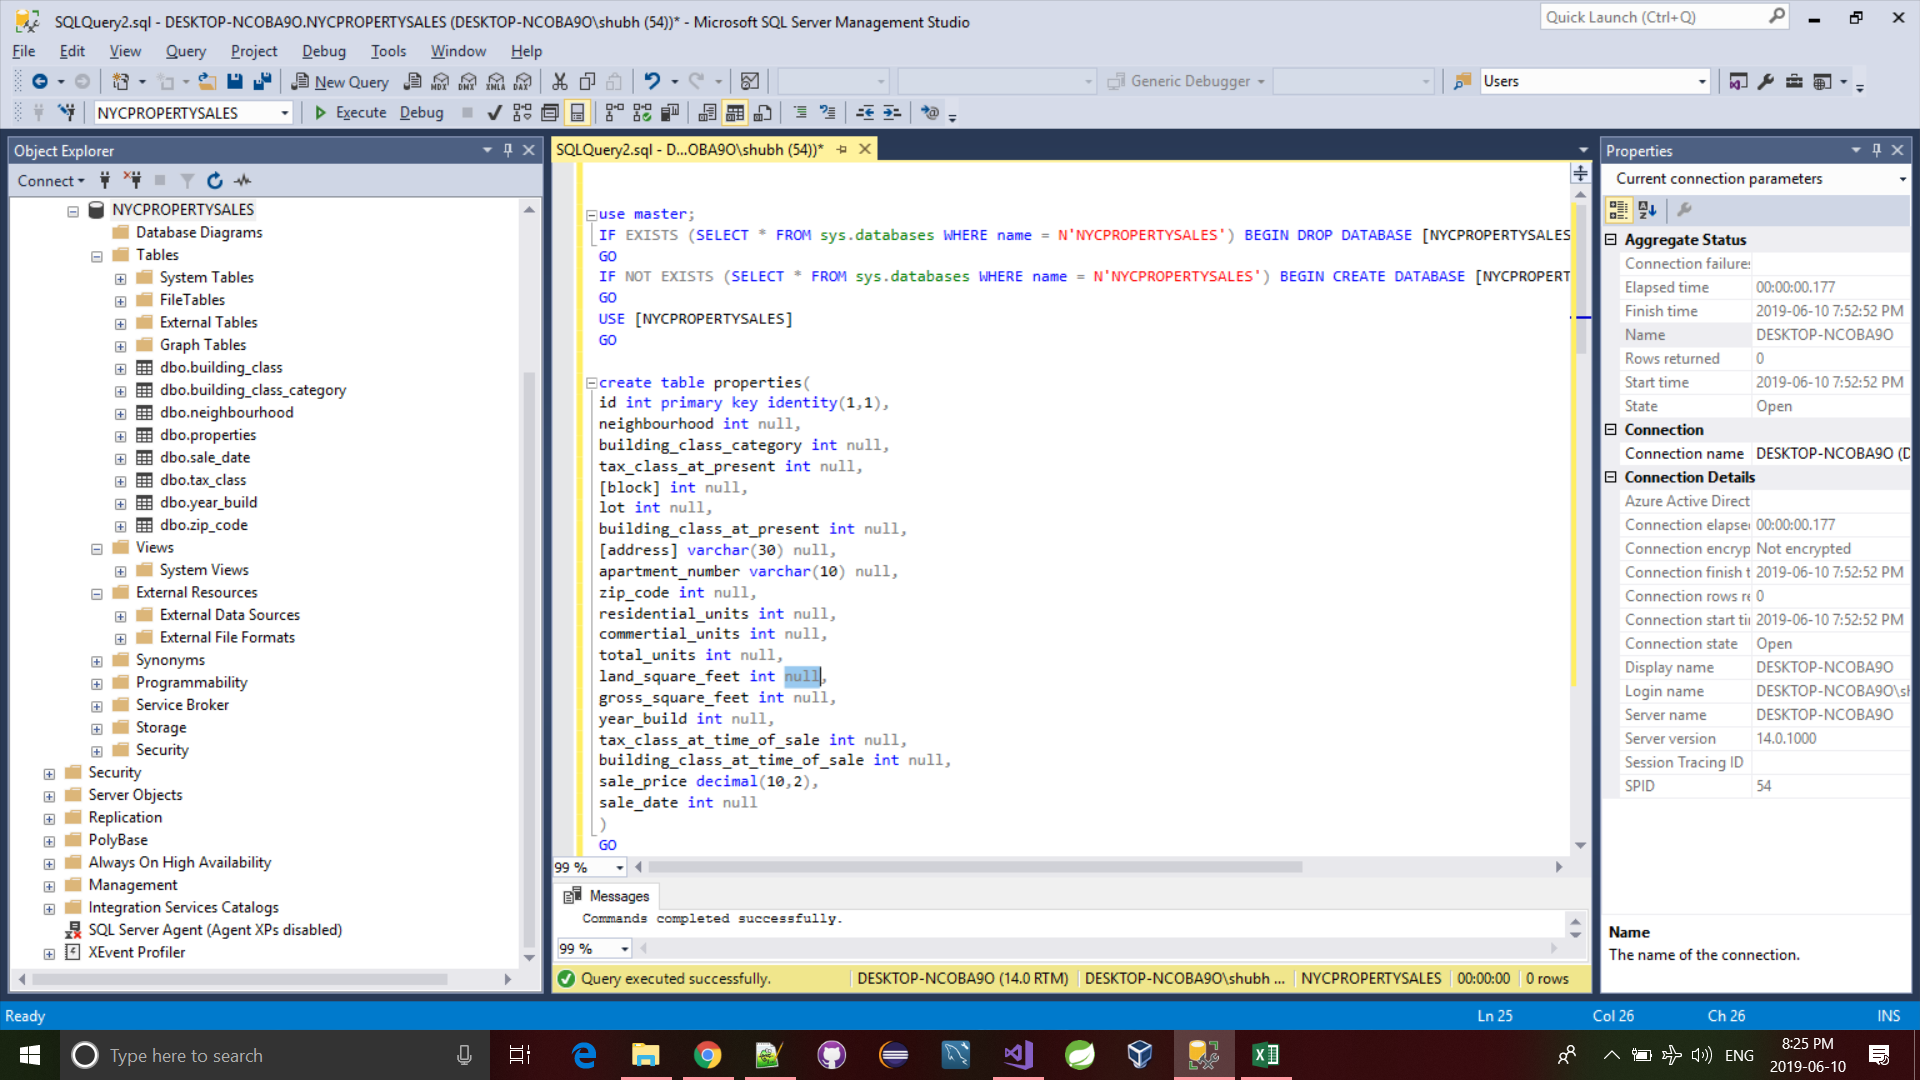 SQLQuery2.sql - DESKTOP-NCOBA9O.NYCPROPERTYSALES (DESKTOP-NCOBA9O\shubh (54))* - Microsoft SQL Server Management Studio
Quick Launch (Ctrl+Q)
File Edit View Query Project Debug Tools Window Help
New Query MDX DMX XMLA DAX Generic Debugger Users
NYCPROPERTYSALES Execute Debug
Object Explorer
Connect
NYCPROPERTYSALES
Database Diagrams
Tables
System Tables
FileTables
External Tables
Graph Tables
dbo.building_class
dbo.building_class_category
dbo.neighbourhood
dbo.properties
dbo.sale_date
dbo.tax_class
dbo.year_build
dbo.zip_code
Views
System Views
External Resources
External Data Sources
External File Formats
Synonyms
Programmability
Service Broker
Storage
Security
Security
Server Objects
Replication
PolyBase
Always On High Availability
Management
Integration Services Catalogs
SQL Server Agent (Agent XPs disabled)
XEvent Profiler
SQLQuery2.sql - D...OBA9O\shubh (54))*
use master;
IF EXISTS (SELECT * FROM sys.databases WHERE name = N'NYCPROPERTYSALES') BEGIN DROP DATABASE [NYCPROPERTYSALES
GO
IF NOT EXISTS (SELECT * FROM sys.databases WHERE name = N'NYCPROPERTYSALES') BEGIN CREATE DATABASE [NYCPROPERT
GO
USE [NYCPROPERTYSALES]
GO
create table properties(
id int primary key identity(1,1),
neighbourhood int null,
building_class_category int null,
tax_class_at_present int null,
[block] int null,
lot int null,
building_class_at_present int null,
[address] varchar(30) null,
apartment_number varchar(10) null,
zip_code int null,
residential_units int null,
commertial_units int null,
total_units int null,
land_square_feet int null,
gross_square_feet int null,
year_build int null,
tax_class_at_time_of_sale int null,
building_class_at_time_of_sale int null,
sale_price decimal(10,2),
sale_date int null
)
GO
99 %
Messages
Commands completed successfully.
99 %
Query executed successfully. DESKTOP-NCOBA9O (14.0 RTM) DESKTOP-NCOBA9O\shubh ... NYCPROPERTYSALES 00:00:00 0 rows
Properties
Current connection parameters
Aggregate Status
Connection failures
Elapsed time 00:00:00.177
Finish time 2019-06-10 7:52:52 PM
Name DESKTOP-NCOBA9O
Rows returned 0
Start time 2019-06-10 7:52:52 PM
State Open
Connection
Connection name DESKTOP-NCOBA9O (D
Connection Details
Azure Active Direct
Connection elapse 00:00:00.177
Connection encryp Not encrypted
Connection finish t 2019-06-10 7:52:52 PM
Connection rows re 0
Connection start ti 2019-06-10 7:52:52 PM
Connection state Open
Display name DESKTOP-NCOBA9O
Login name DESKTOP-NCOBA9O\sh
Server name DESKTOP-NCOBA9O
Server version 14.0.1000
Session Tracing ID
SPID 54
Name
The name of the connection.
Ready Ln 25 Col 26 Ch 26 INS
Type here to search
ENG
8:25 PM
2019-06-10